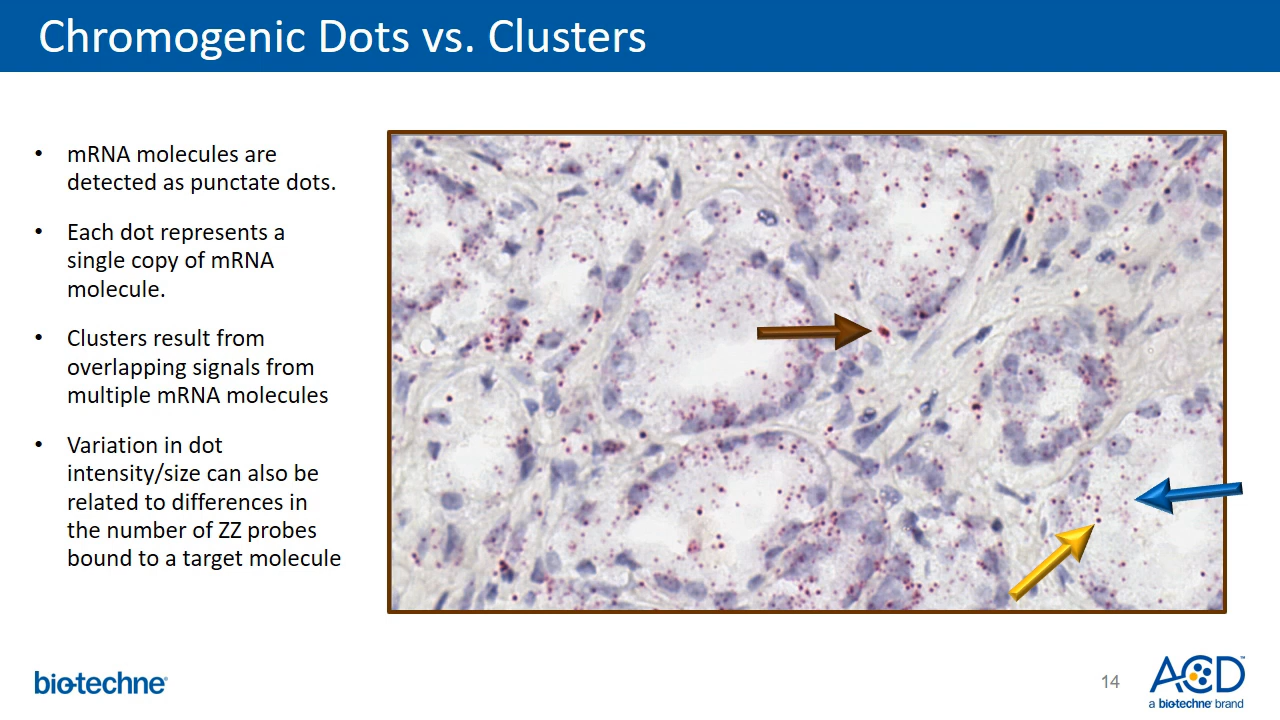 Chromogenic Dots vs. Clusters
• mRNA molecules are
detected as punctate dots.
• Each dot represents a
single copy of mRNA
molecule.
• Clusters result from
overlapping signals from
multiple mRNA molecules
• Variation in dot
intensity/size can also be
related to differences in
the number of ZZ probes
bound to a target molecule
bio-techne®
14
ACD™
a bio-techne® brand